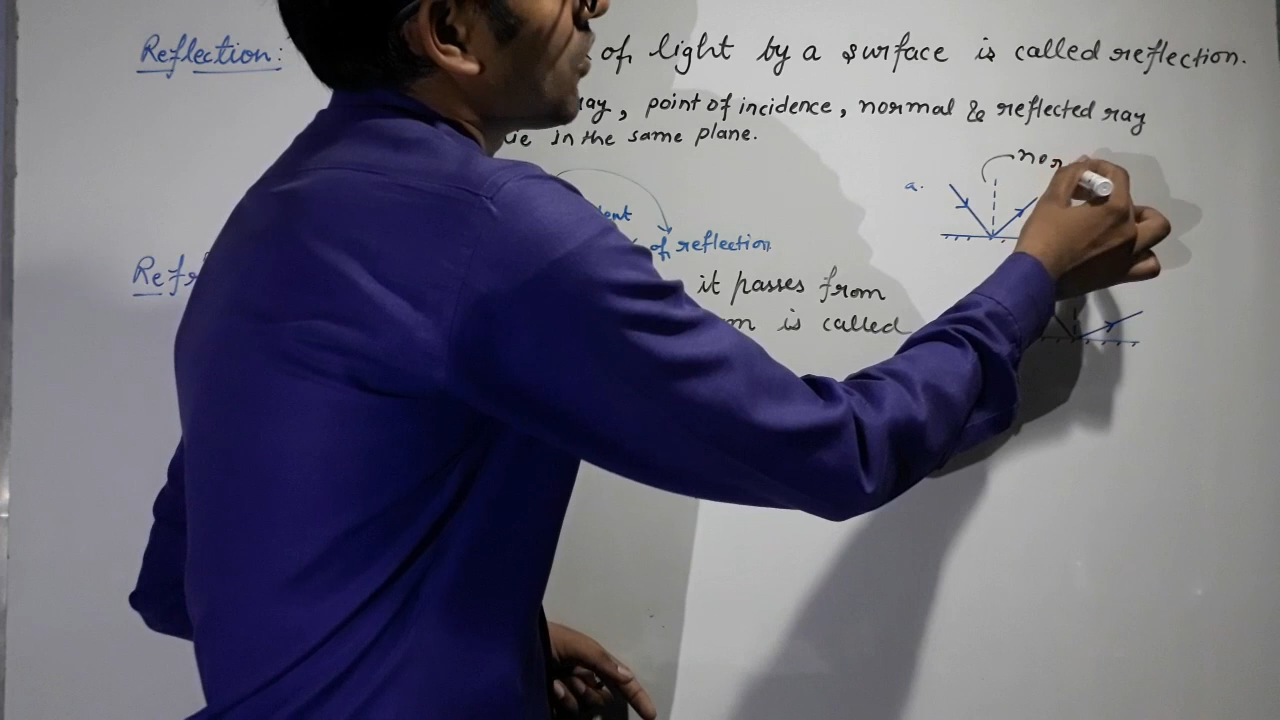 Reflection: of light by a surface is called reflection.
ray, point of incidence, normal & reflected ray
in the same plane.
nor
a.
of reflection
Refr it passes from
is called